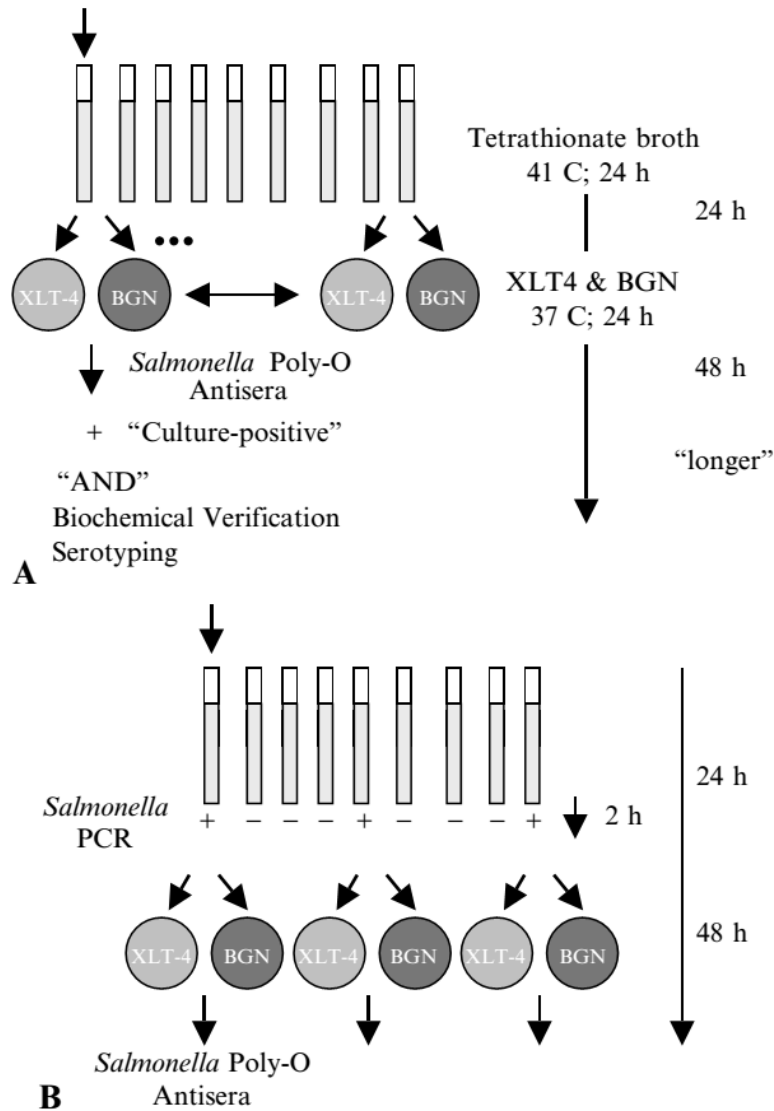 Tetrathionate broth
41 C; 24 h
24 h
•••
XLT-4 BGN XLT-4 BGN
XLT4 & BGN
37 C; 24 h
Salmonella Poly-O
Antisera
48 h
+ “Culture-positive”
“longer”
“AND”
Biochemical Verification
Serotyping
A
24 h
Salmonella
PCR
+ − − − + − − − +
2 h
XLT-4 BGN XLT-4 BGN XLT-4 BGN
48 h
Salmonella Poly-O
Antisera
B